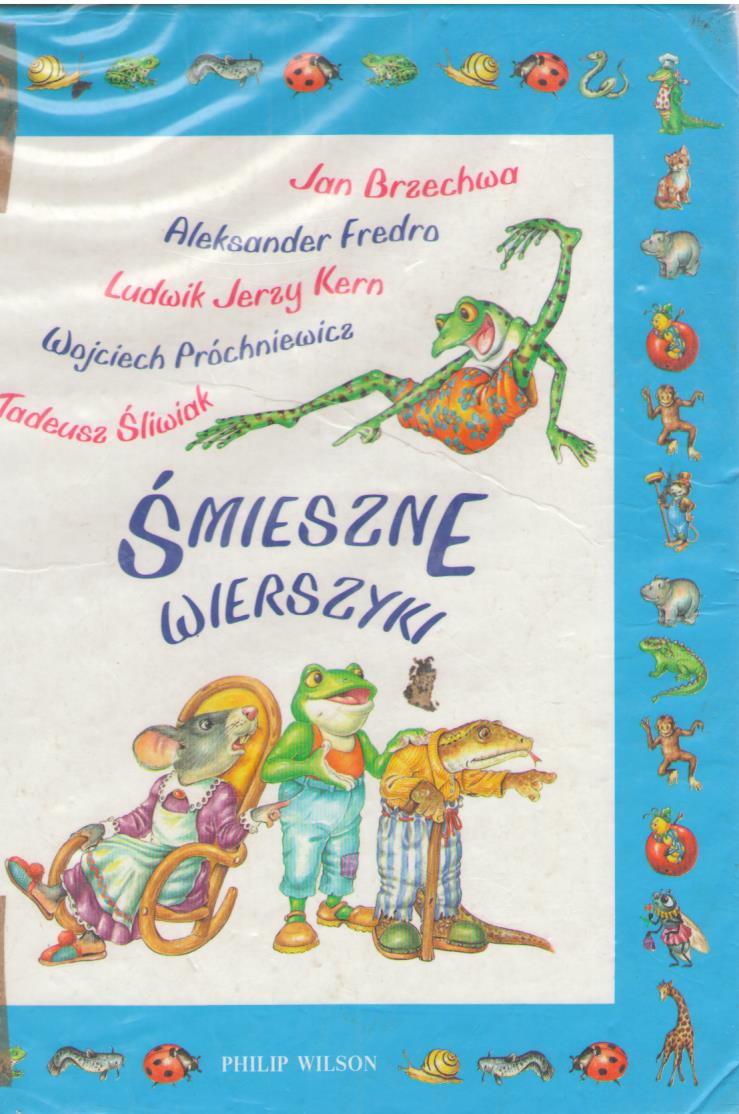 Jan Brzechwa
Aleksander Fredro
Ludwik Jerzy Kern
Wojciech Próchniewicz
Tadeusz Śliwiak
ŚMIESZNE
WIERSZYKI
PHILIP WILSON